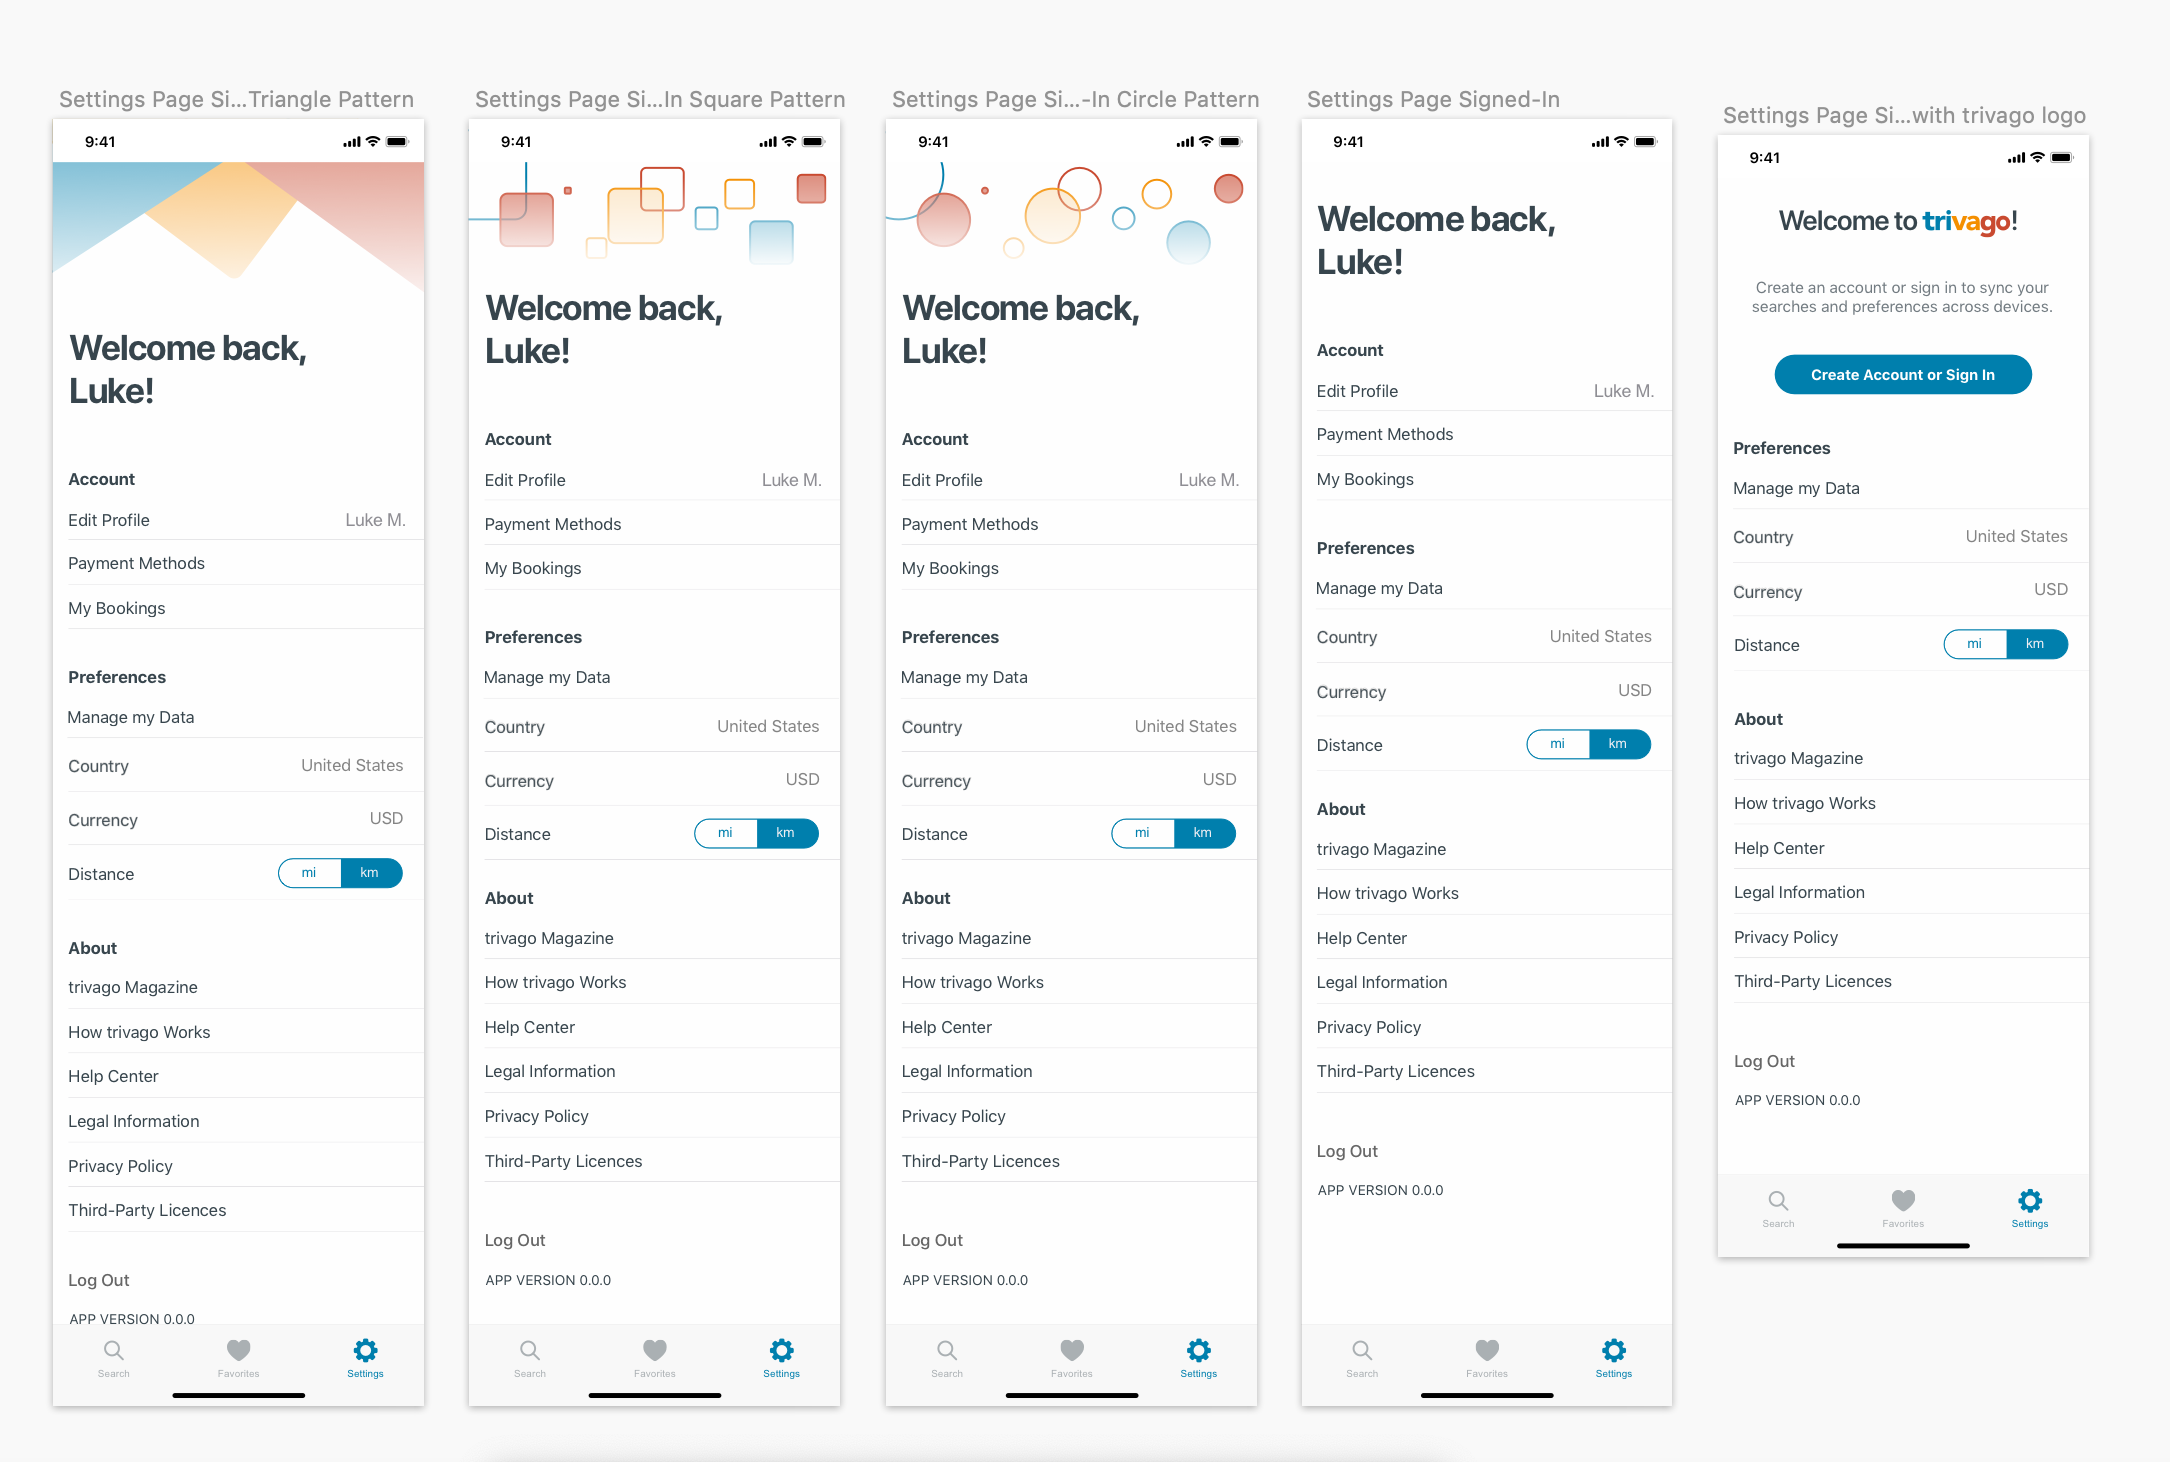 Settings Page Si...Triangle Pattern
9:41
Welcome back,
Luke!
Account
Edit Profile Luke M.
Payment Methods
My Bookings
Preferences
Manage my Data
Country United States
Currency USD
Distance mi km
About
trivago Magazine
How trivago Works
Help Center
Legal Information
Privacy Policy
Third-Party Licences
Log Out
APP VERSION 0.0.0
Search Favorites Settings
Settings Page Si...In Square Pattern
9:41
Welcome back,
Luke!
Account
Edit Profile Luke M.
Payment Methods
My Bookings
Preferences
Manage my Data
Country United States
Currency USD
Distance mi km
About
trivago Magazine
How trivago Works
Help Center
Legal Information
Privacy Policy
Third-Party Licences
Log Out
APP VERSION 0.0.0
Search Favorites Settings
Settings Page Si...-In Circle Pattern
9:41
Welcome back,
Luke!
Account
Edit Profile Luke M.
Payment Methods
My Bookings
Preferences
Manage my Data
Country United States
Currency USD
Distance mi km
About
trivago Magazine
How trivago Works
Help Center
Legal Information
Privacy Policy
Third-Party Licences
Log Out
APP VERSION 0.0.0
Search Favorites Settings
Settings Page Signed-In
9:41
Welcome back,
Luke!
Account
Edit Profile Luke M.
Payment Methods
My Bookings
Preferences
Manage my Data
Country United States
Currency USD
Distance mi km
About
trivago Magazine
How trivago Works
Help Center
Legal Information
Privacy Policy
Third-Party Licences
Log Out
APP VERSION 0.0.0
Search Favorites Settings
Settings Page Si...with trivago logo
9:41
Welcome to trivago!
Create an account or sign in to sync your
searches and preferences across devices.
Create Account or Sign In
Preferences
Manage my Data
Country United States
Currency USD
Distance mi km
About
trivago Magazine
How trivago Works
Help Center
Legal Information
Privacy Policy
Third-Party Licences
Log Out
APP VERSION 0.0.0
Search Favorites Settings